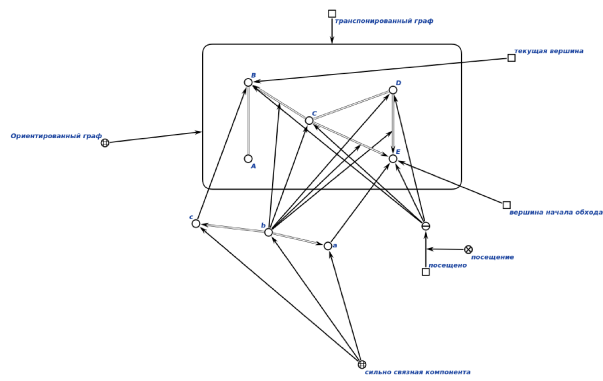 транспонированный граф
текущая вершина
B
D
C
Ориентированный граф
E
A
вершина начала обхода
c
b
a
посещение
посещено
сильно связная компонента